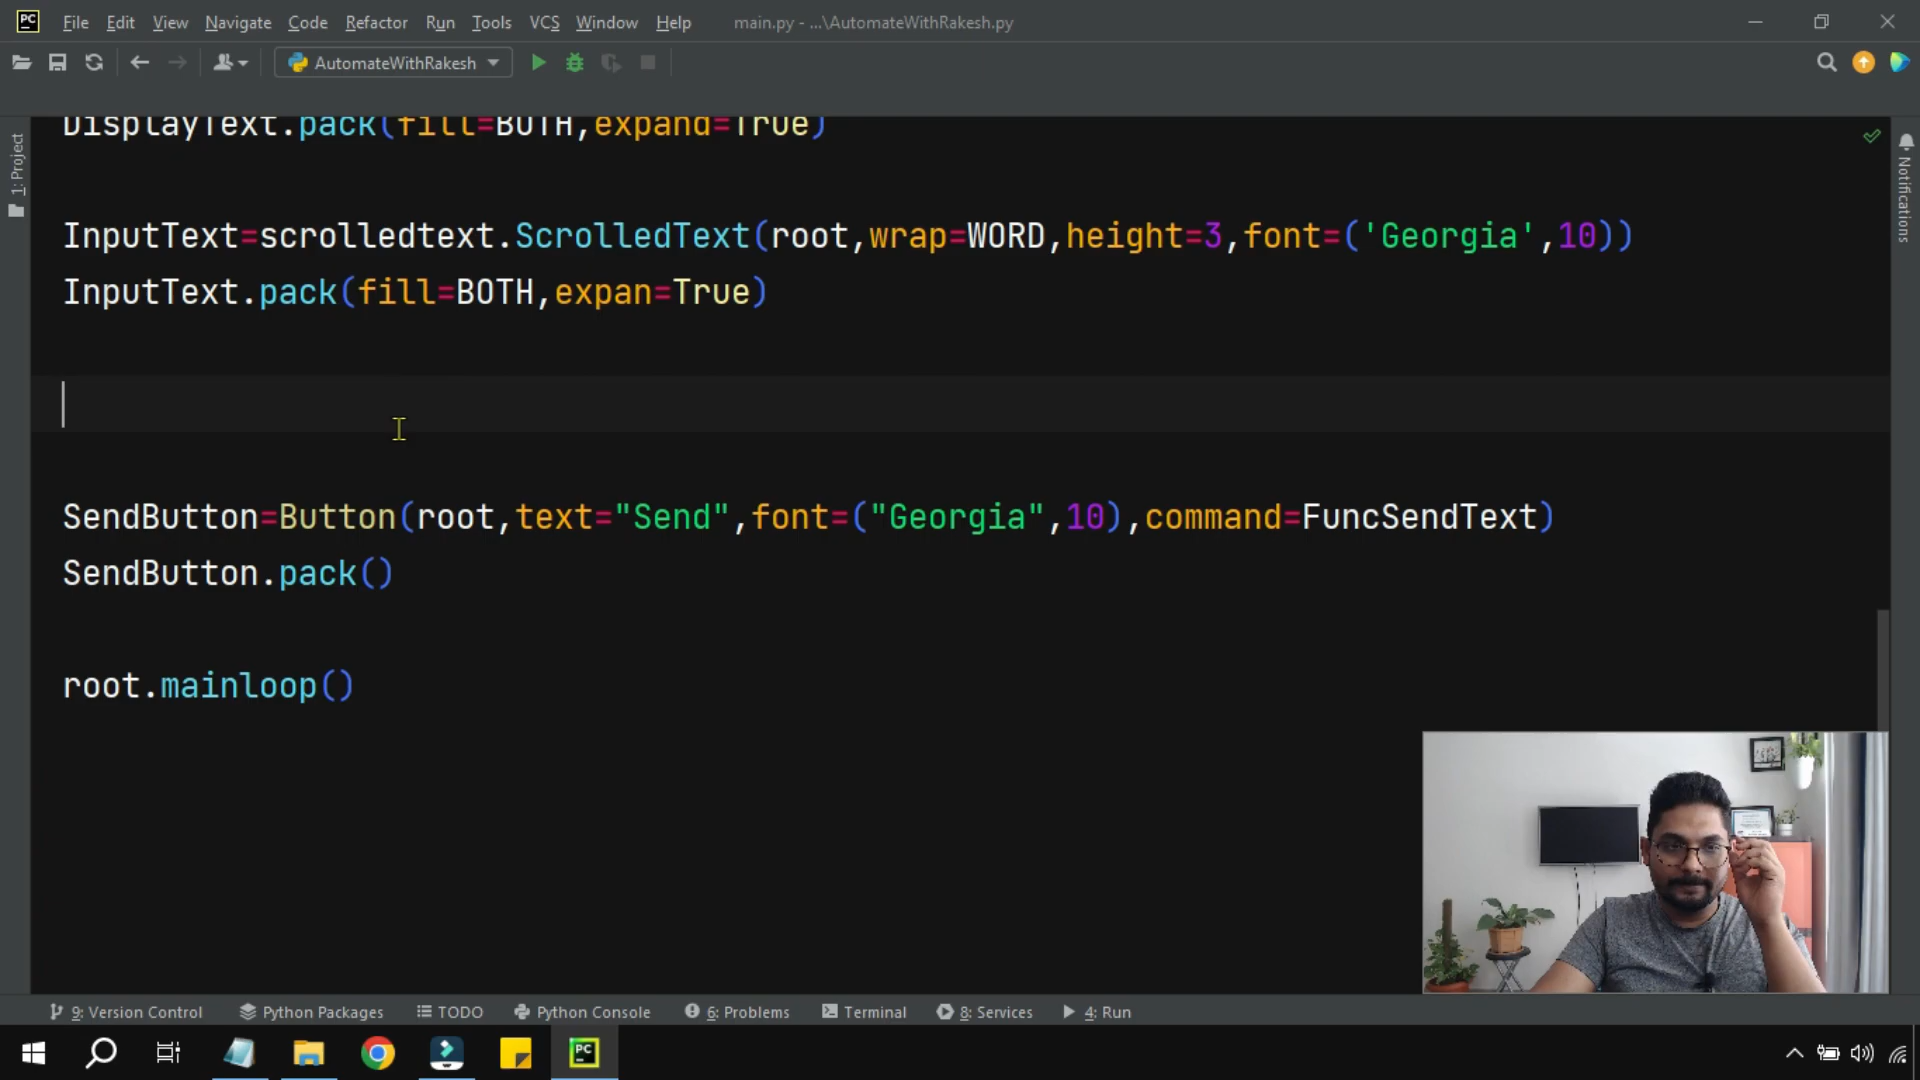 PC File Edit View Navigate Code Refactor Run Tools VCS Window Help main.py - ...\AutomateWithRakesh.py
AutomateWithRakesh
1: Project
Notifications
DisplayText.pack(fill=BOTH,expand=True)
InputText=scrolledtext.ScrolledText(root,wrap=WORD,height=3,font=('Georgia',10))
InputText.pack(fill=BOTH,expan=True)
SendButton=Button(root,text="Send",font=("Georgia",10),command=FuncSendText)
SendButton.pack()
root.mainloop()
9: Version Control Python Packages TODO Python Console 6: Problems Terminal 8: Services 4: Run
PC